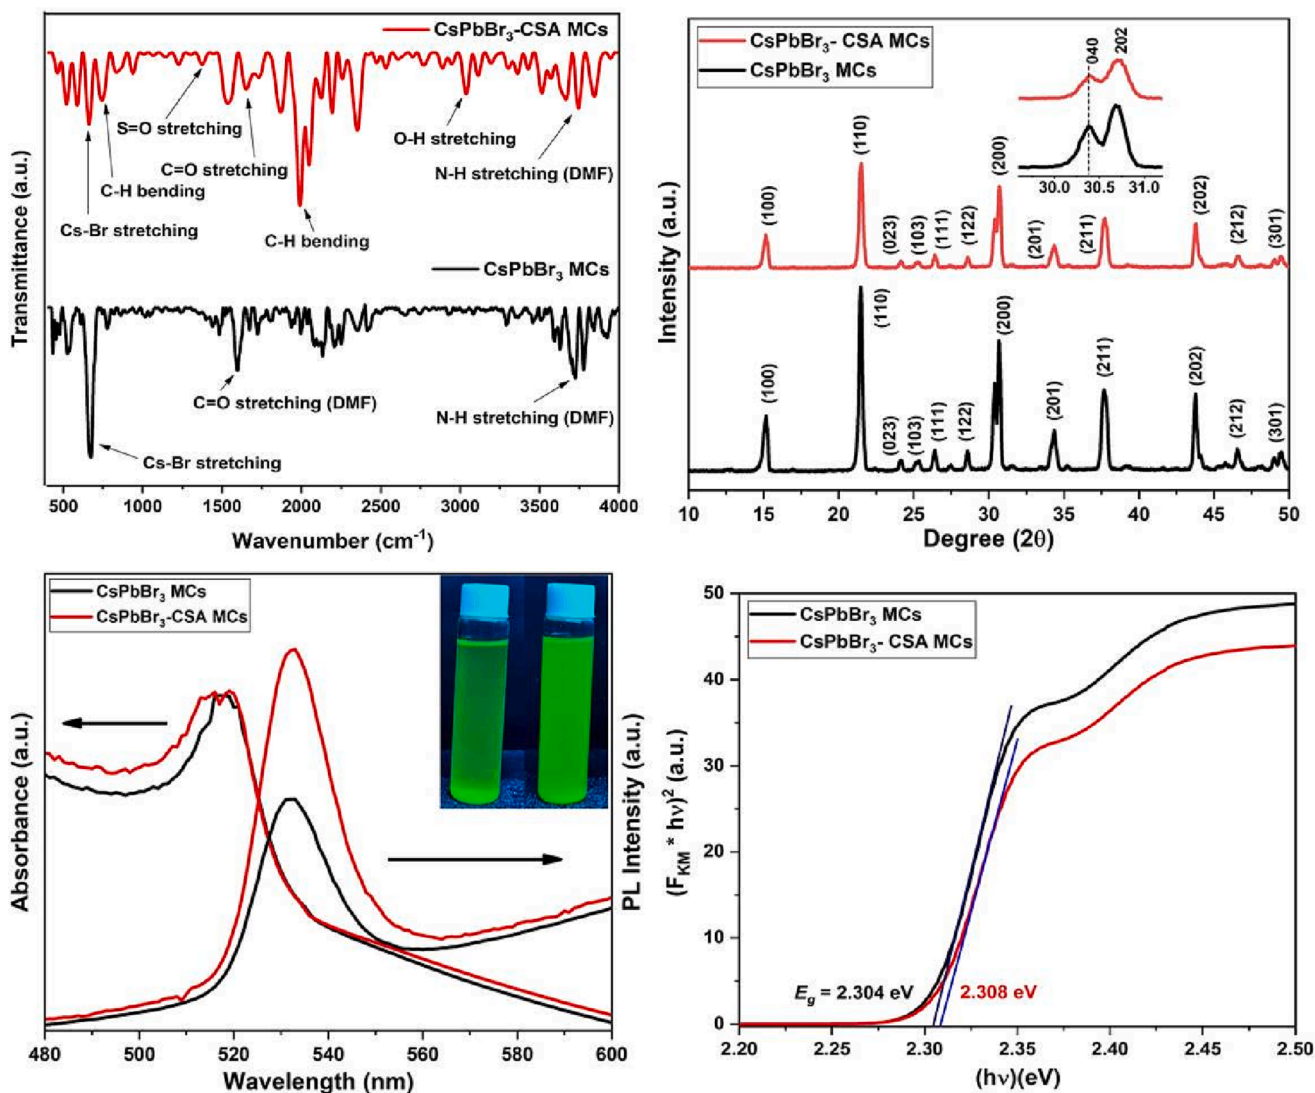 CsPbBr₃-CSA MCs
S=O stretching
C=O stretching
C-H bending
Cs-Br stretching
C-H bending
O-H stretching
N-H stretching (DMF)
CsPbBr₃ MCs
C=O stretching (DMF)
N-H stretching (DMF)
Cs-Br stretching
Transmittance (a.u.)
500 1000 1500 2000 2500 3000 3500 4000
Wavenumber (cm⁻¹)
CsPbBr₃- CSA MCs
CsPbBr₃ MCs
040
202
30.0 30.5 31.0
(100)
(110)
(023)
(103)
(111)
(122)
(200)
(201)
(211)
(202)
(212)
(301)
(100)
(110)
(023)
(103)
(111)
(122)
(200)
(201)
(211)
(202)
(212)
(301)
Intensity (a.u.)
10 15 20 25 30 35 40 45 50
Degree (2θ)
CsPbBr₃ MCs
CsPbBr₃-CSA MCs
Absorbance (a.u.)
PL Intensity (a.u.)
480 500 520 540 560 580 600
Wavelength (nm)
CsPbBr₃ MCs
CsPbBr₃- CSA MCs
50
40
30
20
10
0
(F_KM * hν)² (a.u.)
E_g = 2.304 eV
2.308 eV
2.20 2.25 2.30 2.35 2.40 2.45 2.50
(hν)(eV)